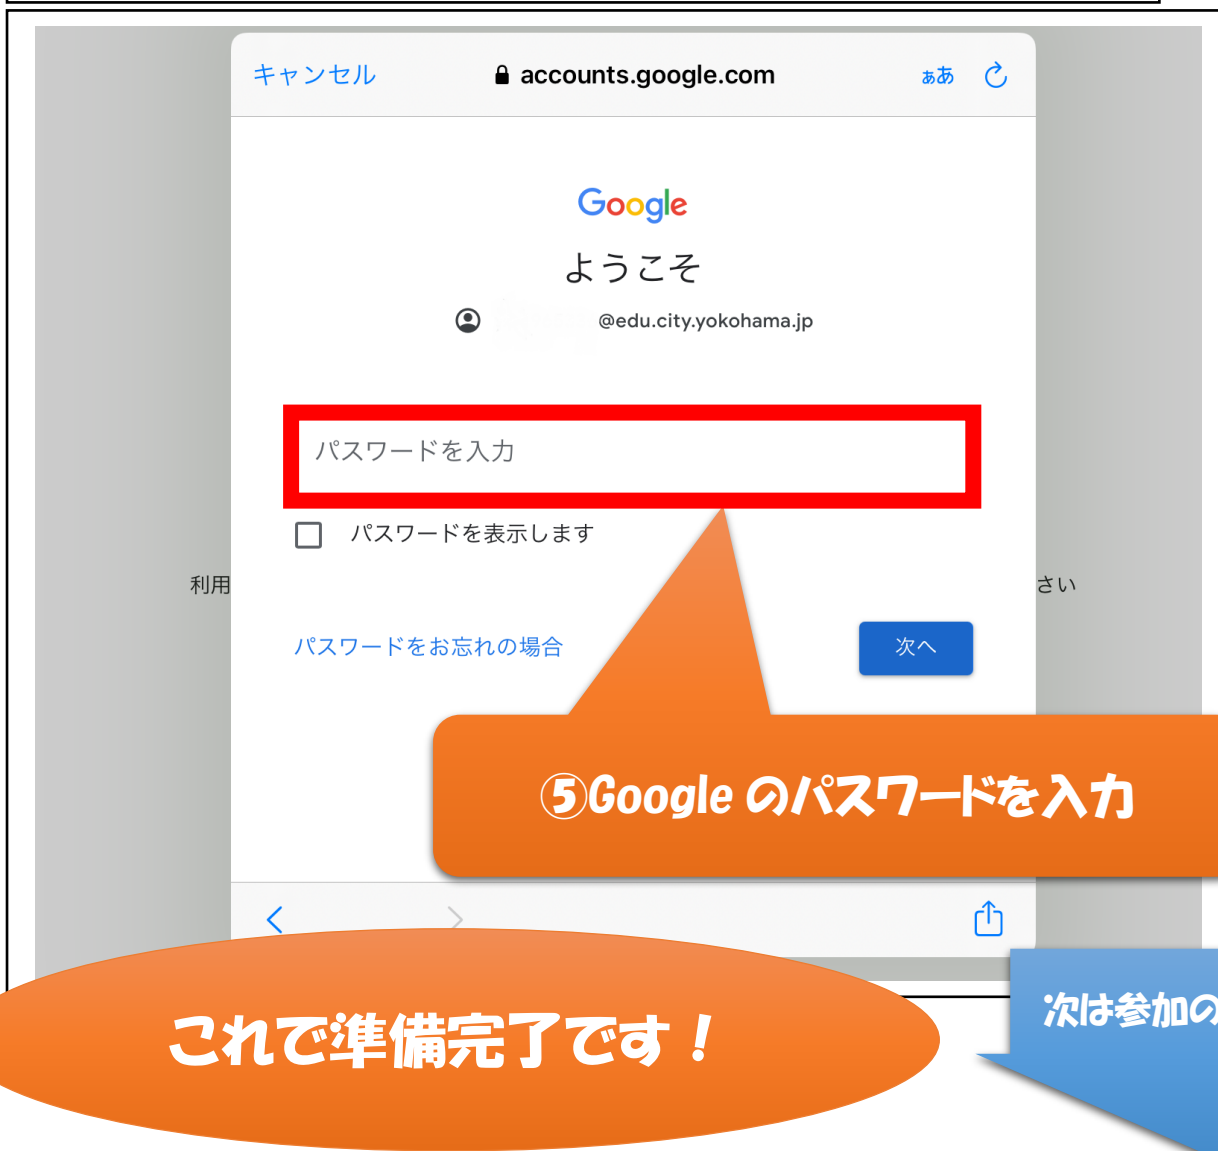 キャンセル accounts.google.com ああ
Google
ようこそ
@edu.city.yokohama.jp
パスワードを入力
パスワードを表示します
利用 さい
パスワードをお忘れの場合 次へ
⑤Google のパスワードを入力
次は参加の
これで準備完了です！